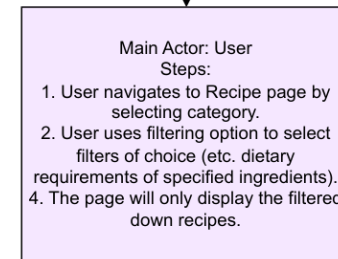 Main Actor: User
Steps:
1. User navigates to Recipe page by
selecting category.
2. User uses filtering option to select
filters of choice (etc. dietary
requirements of specified ingredients).
4. The page will only display the filtered
down recipes.